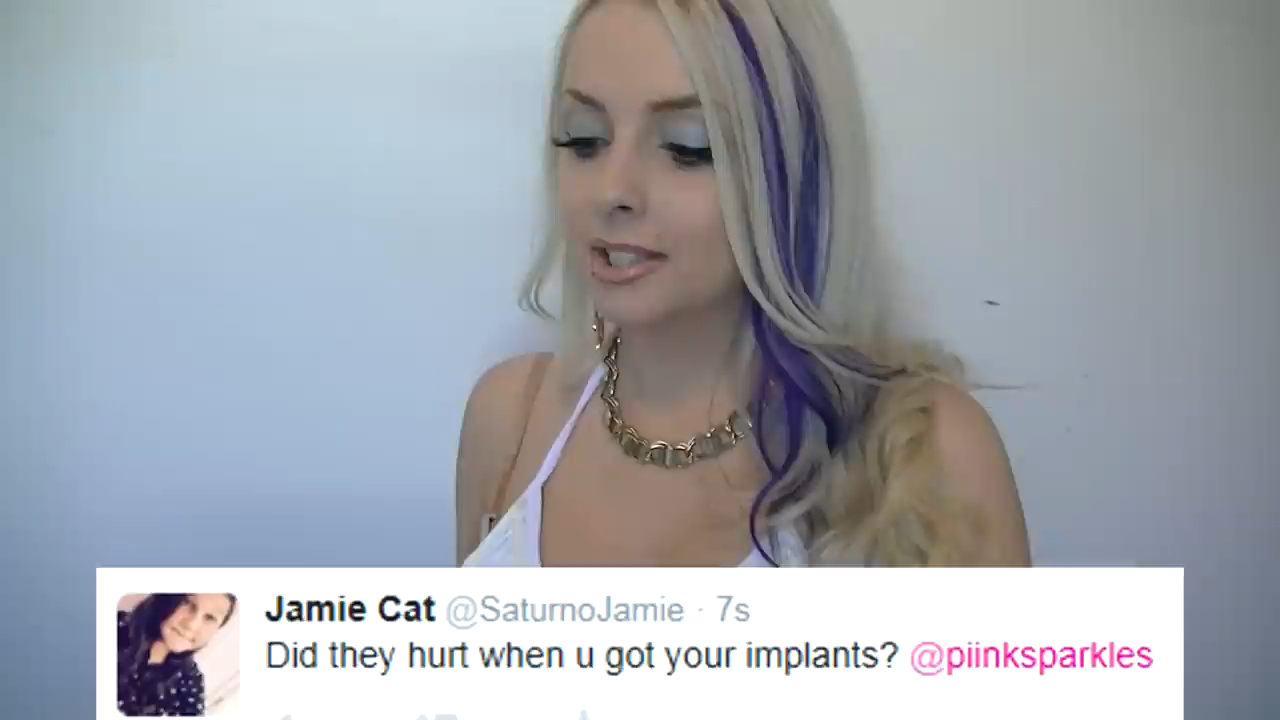 Jamie Cat @SaturnoJamie · 7s
Did they hurt when u got your implants? @piinksparkles